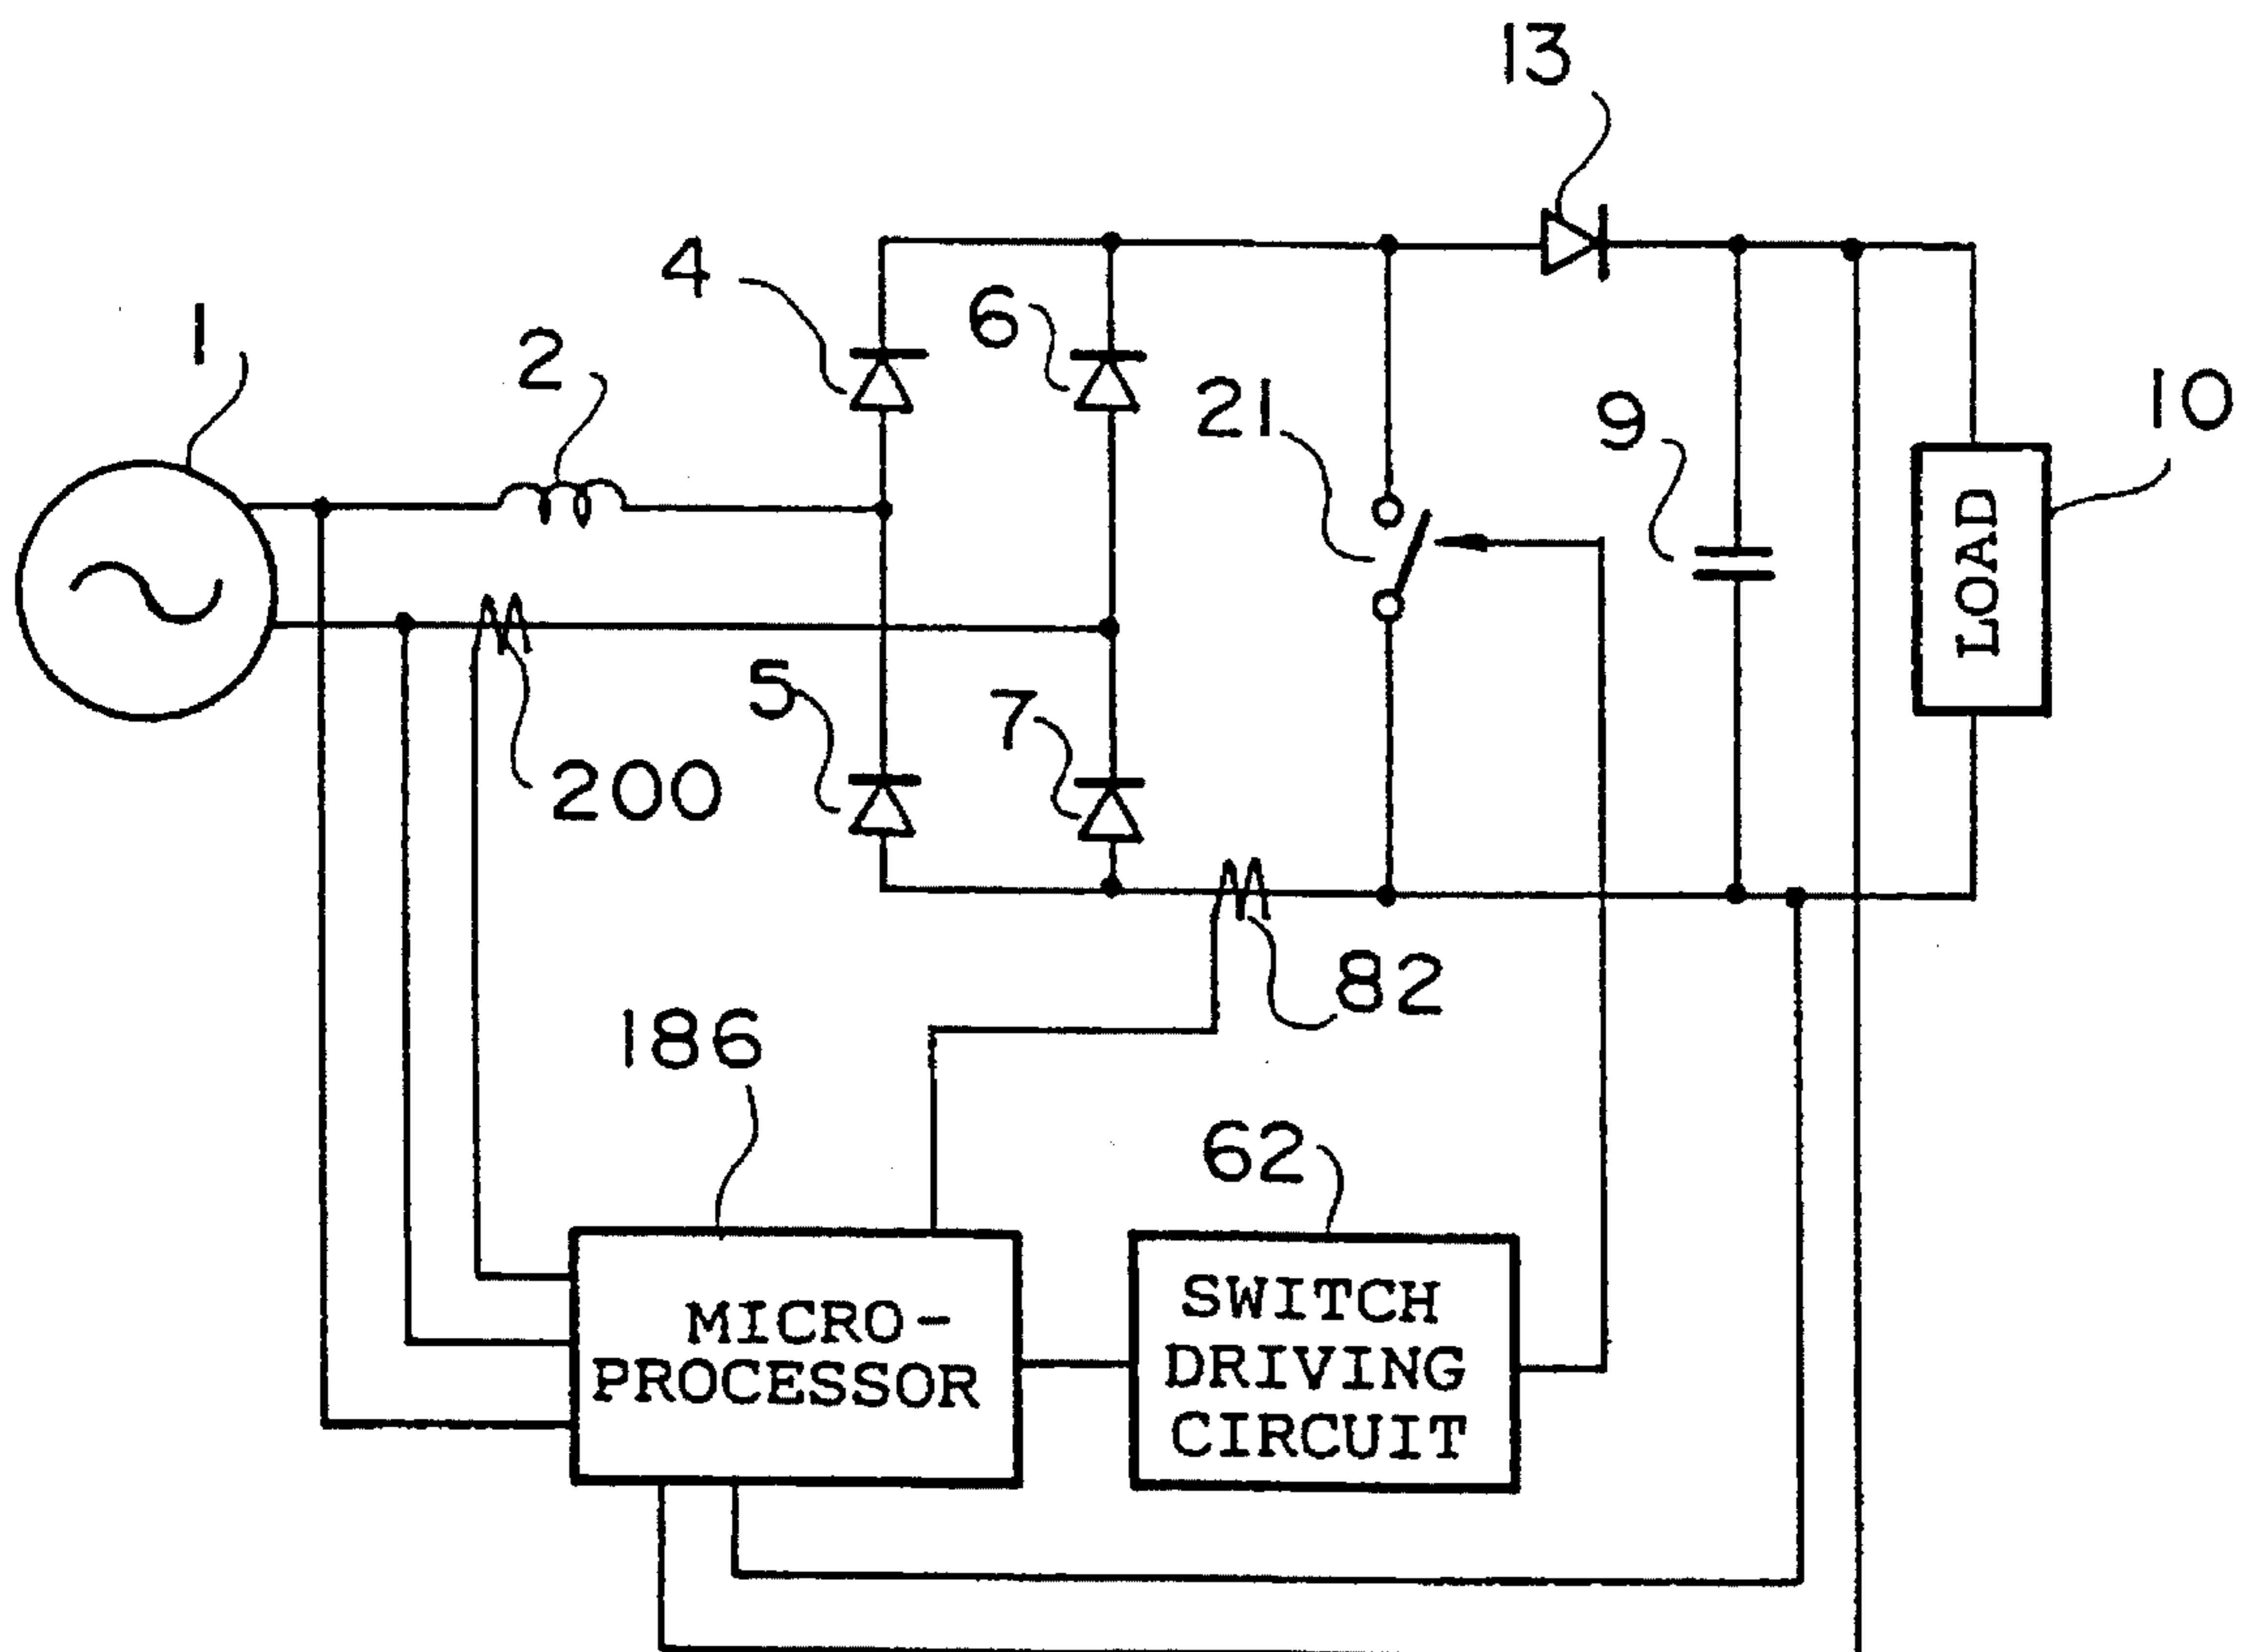 13
4
6
1
2
21
9
10
LOAD
5
7
200
82
186
62
MICRO-
PROCESSOR
SWITCH
DRIVING
CIRCUIT